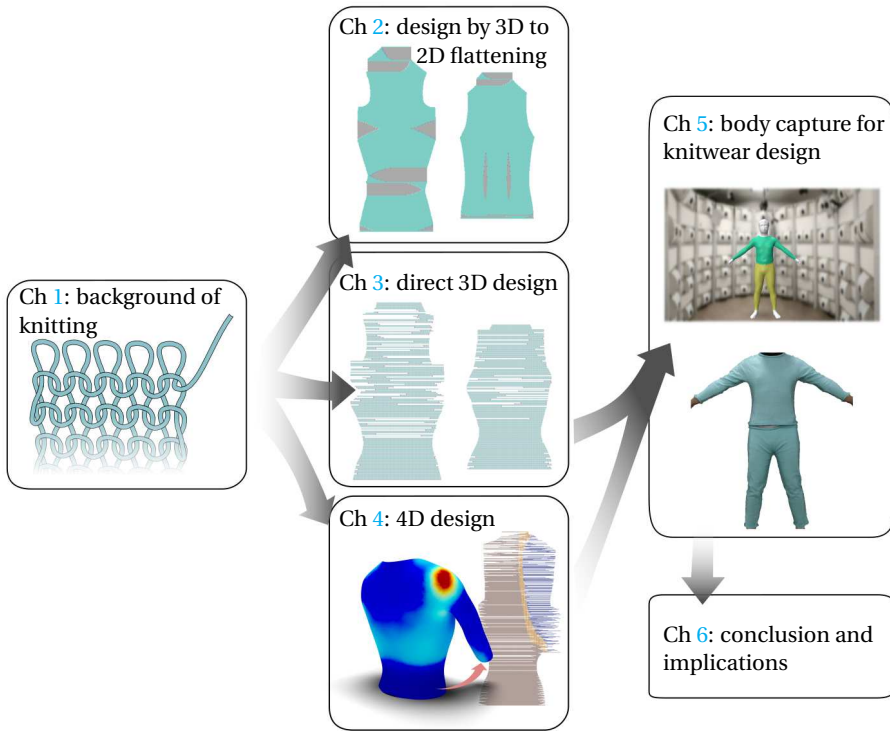 Ch 1: background of
knitting
Ch 2: design by 3D to
2D flattening
Ch 3: direct 3D design
Ch 4: 4D design
Ch 5: body capture for
knitwear design
Ch 6: conclusion and
implications